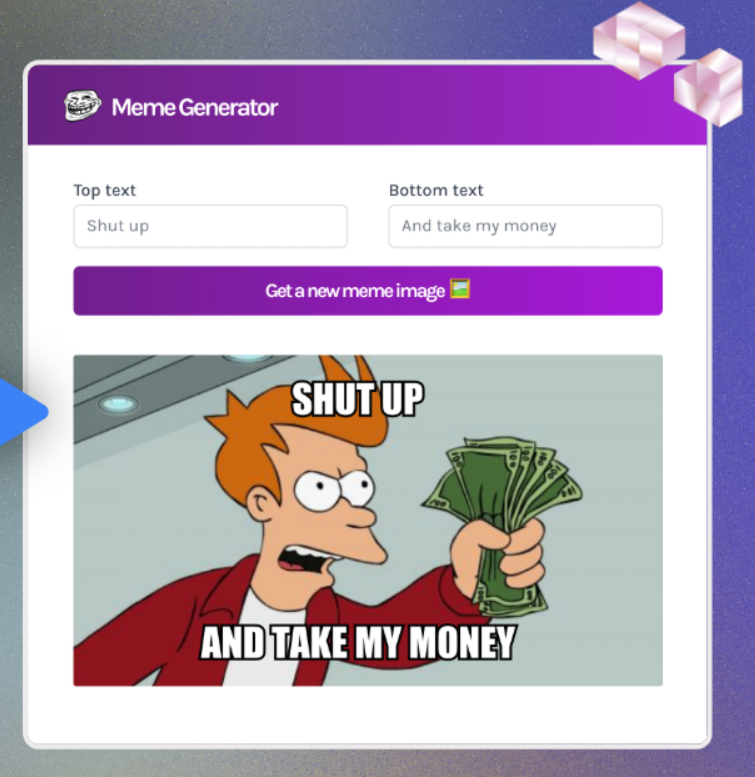 Meme Generator
Top text
Bottom text
Shut up
And take my money
Get a new meme image
SHUT UP
AND TAKE MY MONEY